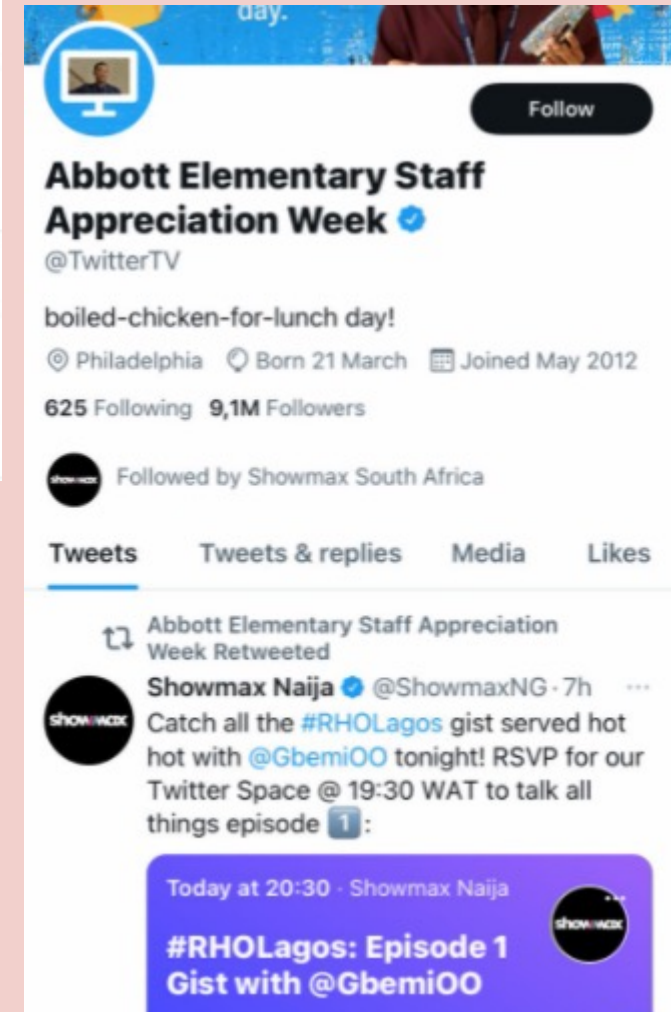 day.
Follow
Abbott Elementary Staff
Appreciation Week
@TwitterTV
boiled-chicken-for-lunch day!
Philadelphia Born 21 March Joined May 2012
625 Following 9,1M Followers
showmax
Followed by Showmax South Africa
Tweets Tweets & replies Media Likes
Abbott Elementary Staff Appreciation
Week Retweeted
showmax
Showmax Naija @ShowmaxNG · 7h ...
Catch all the #RHOLagos gist served hot
hot with @GbemiOO tonight! RSVP for our
Twitter Space @ 19:30 WAT to talk all
things episode 1️⃣:
Today at 20:30 · Showmax Naija
showmax
#RHOLagos: Episode 1
Gist with @GbemiOO